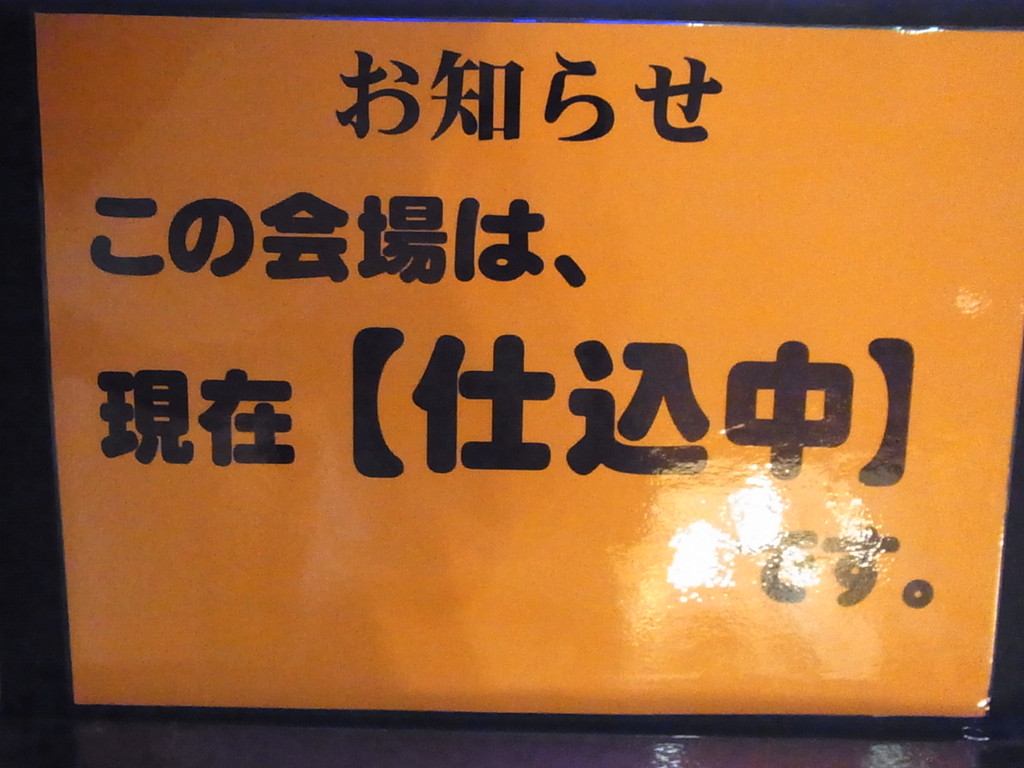 お知らせ
この会場は、
現在【仕込中】
です。